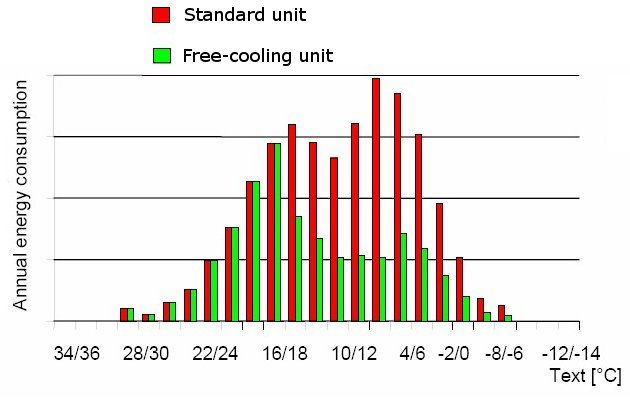 Standard unit
Free-cooling unit
Annual energy consumption
34/36 28/30 22/24 16/18 10/12 4/6 -2/0 -8/-6 -12/-14
Text [°C]